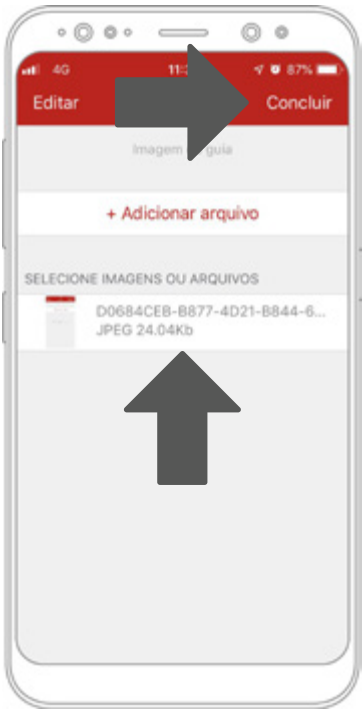 4G 11: 87%
Editar Concluir
Imagem guia
+ Adicionar arquivo
SELECIONE IMAGENS OU ARQUIVOS
D0684CEB-B877-4D21-B844-6...
JPEG 24.04Kb